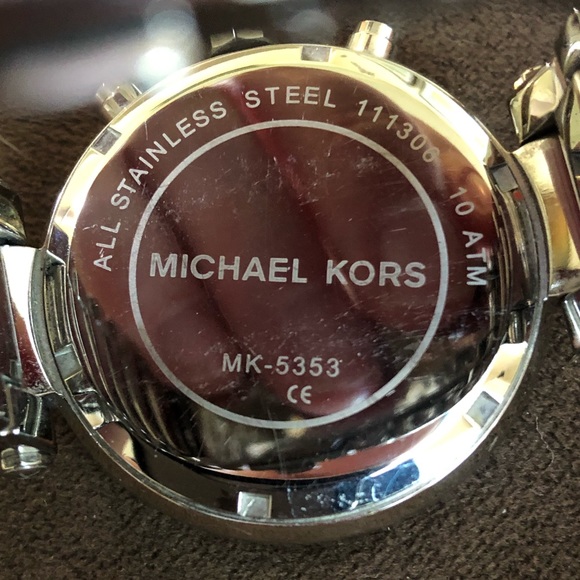 ALL STAINLESS STEEL 111306 10 ATM
MICHAEL KORS
MK-5353
CE